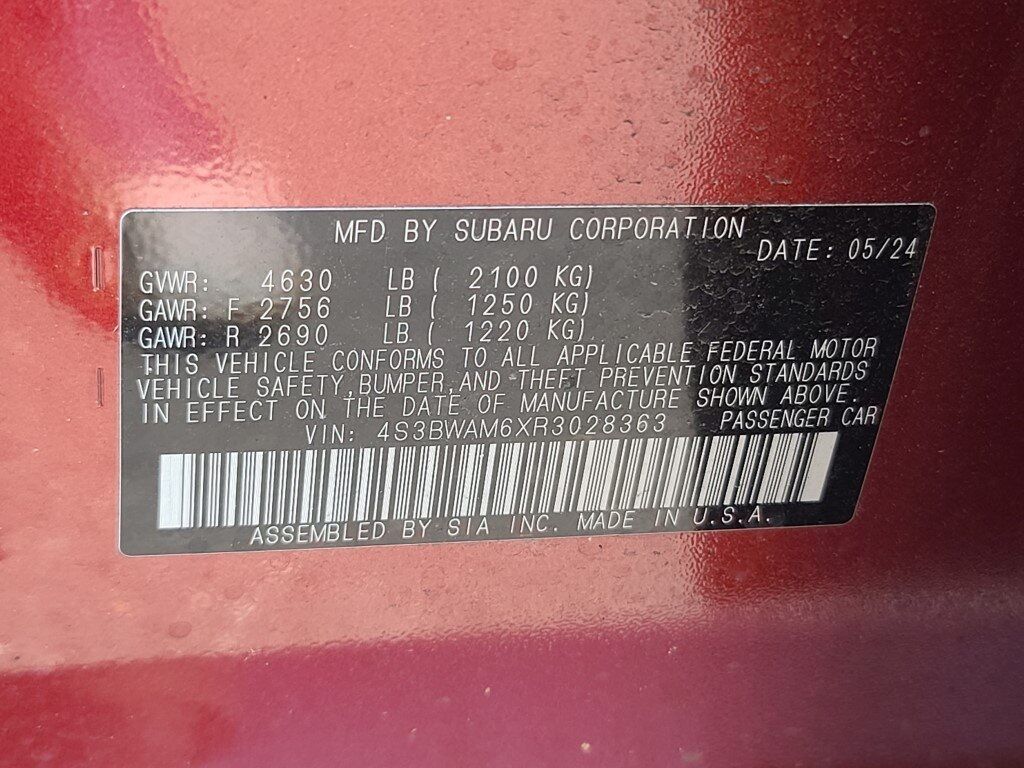 MFD BY SUBARU CORPORATION
DATE: 05/24
GVWR: 4630 LB ( 2100 KG)
GAWR: F 2756 LB ( 1250 KG)
GAWR: R 2690 LB ( 1220 KG)
THIS VEHICLE CONFORMS TO ALL APPLICABLE FEDERAL MOTOR
VEHICLE SAFETY, BUMPER, AND THEFT PREVENTION STANDARDS
IN EFFECT ON THE DATE OF MANUFACTURE SHOWN ABOVE.
VIN: 4S3BWAM6XR3028363 PASSENGER CAR
ASSEMBLED BY SIA INC. MADE IN U.S.A.